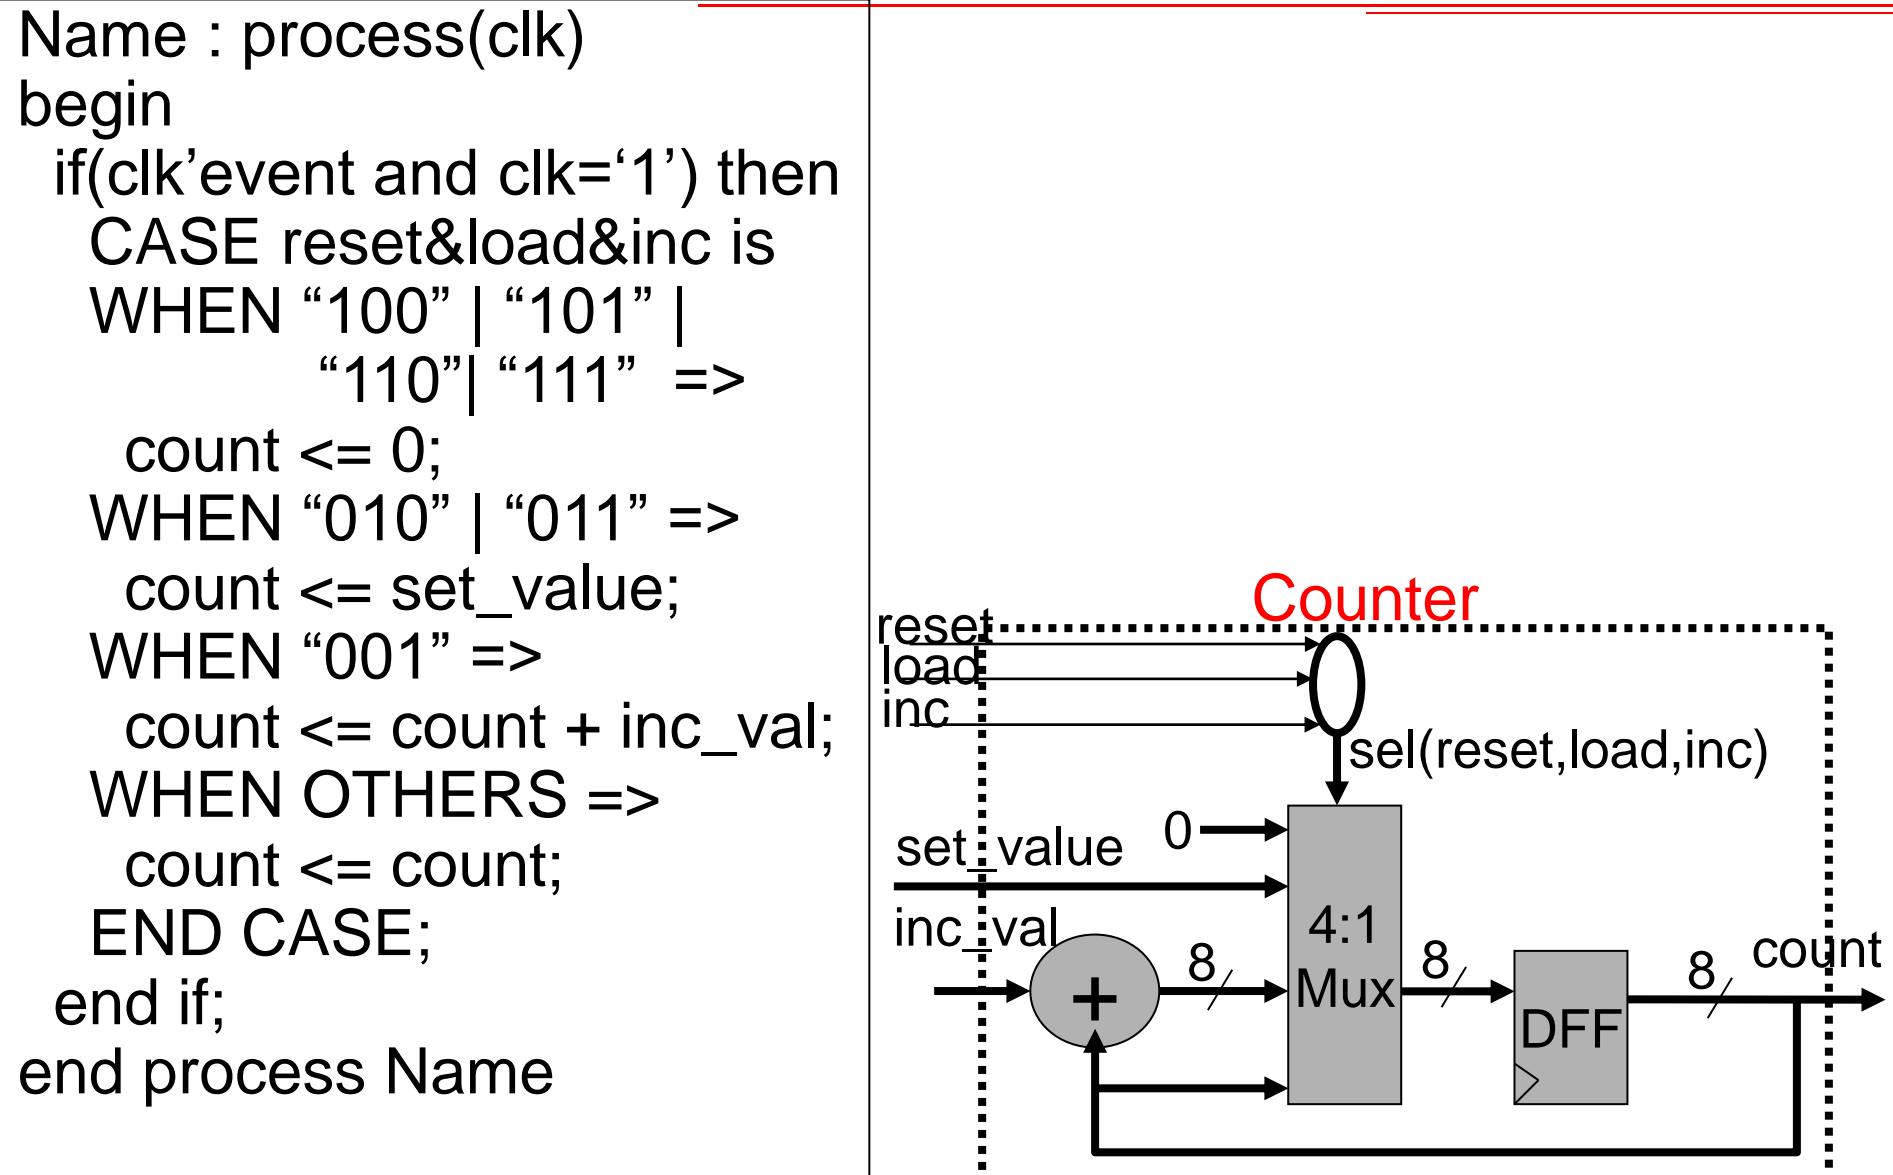 Name : process(clk)
begin
if(clk’event and clk=‘1’) then
CASE reset&load&inc is
WHEN “100” | “101” |
“110”| “111” =>
count <= 0;
WHEN “010” | “011” =>
count <= set_value;
WHEN “001” =>
count <= count + inc_val;
WHEN OTHERS =>
count <= count;
END CASE;
end if;
end process Name
Counter
reset
load
inc
sel(reset,load,inc)
0
set_value
inc_val
+
8
4:1
Mux
8
DFF
8
count